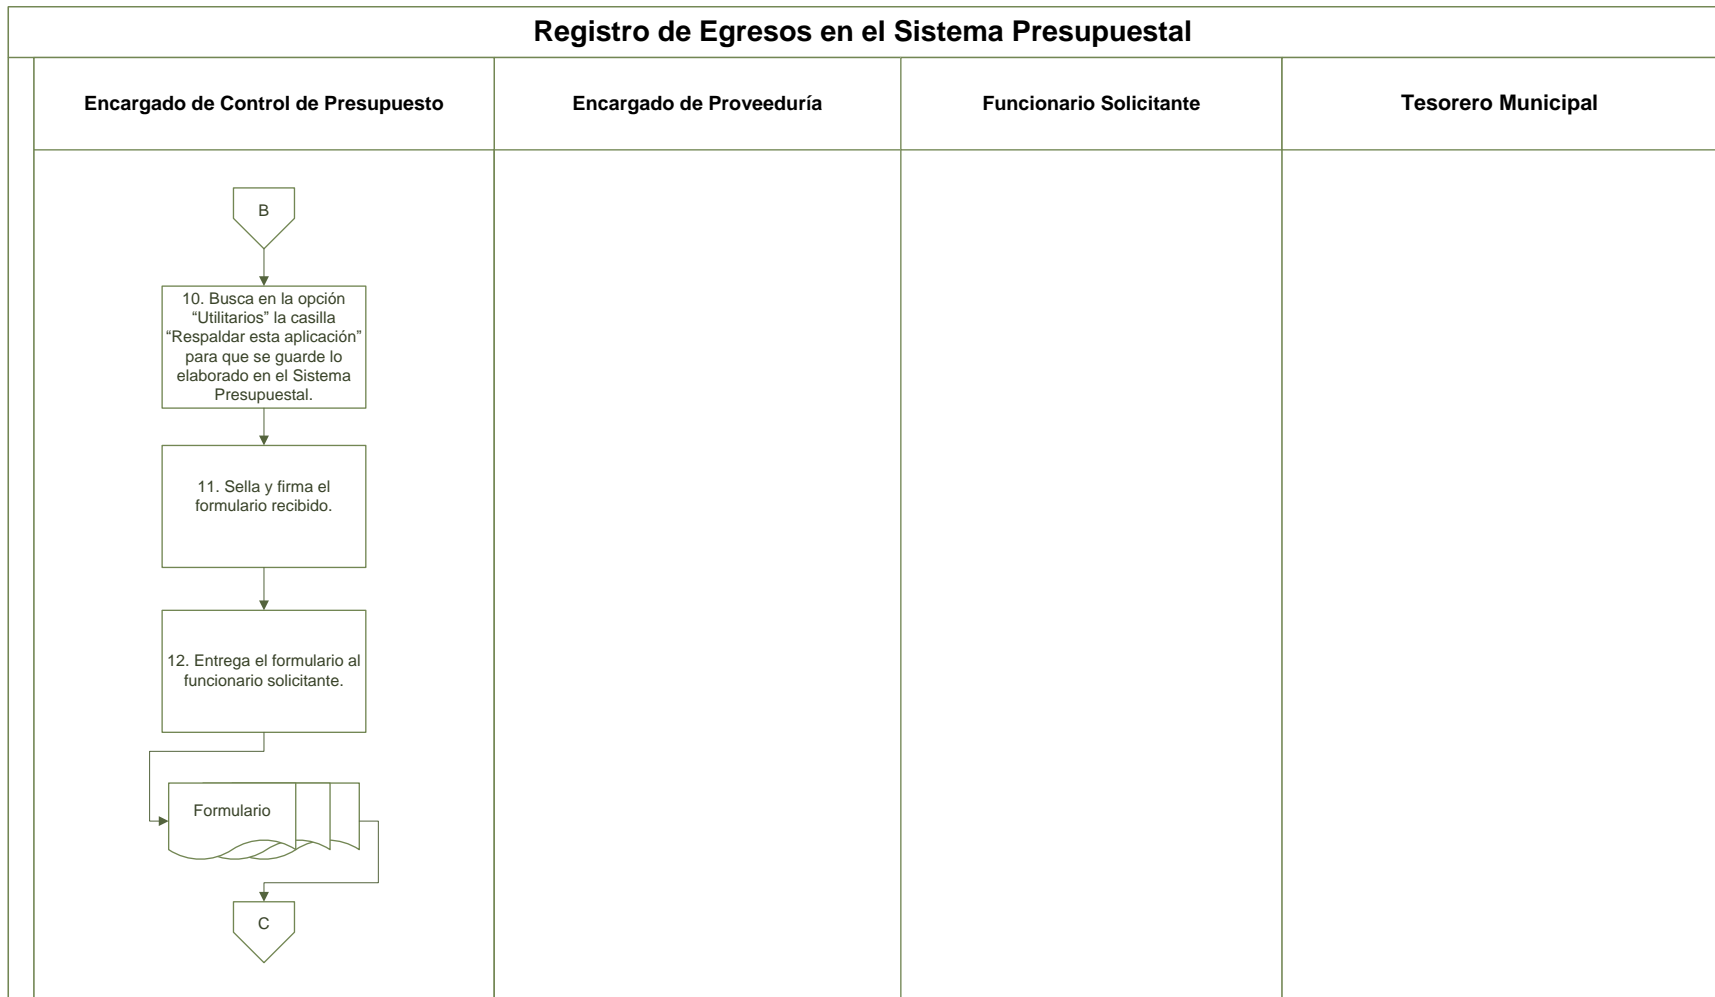 Registro de Egresos en el Sistema Presupuestal
Encargado de Control de Presupuesto
Encargado de Proveeduría
Funcionario Solicitante
Tesorero Municipal
B
10. Busca en la opción
“Utilitarios” la casilla
“Respaldar esta aplicación”
para que se guarde lo
elaborado en el Sistema
Presupuestal.
11. Sella y firma el
formulario recibido.
12. Entrega el formulario al
funcionario solicitante.
Formulario
C